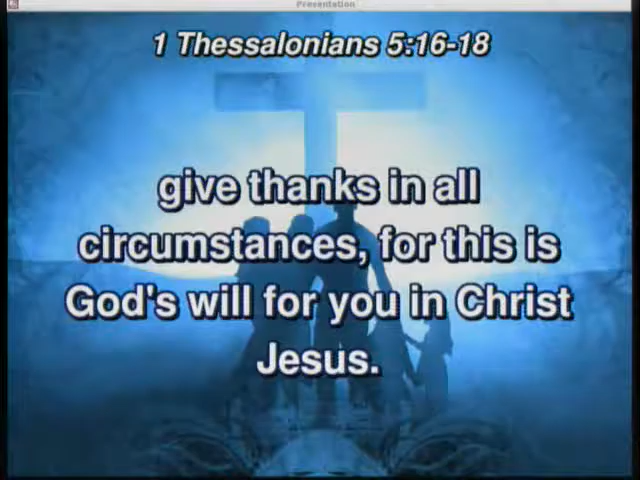 Presentation
1 Thessalonians 5:16-18
give thanks in all
circumstances, for this is
God's will for you in Christ
Jesus.